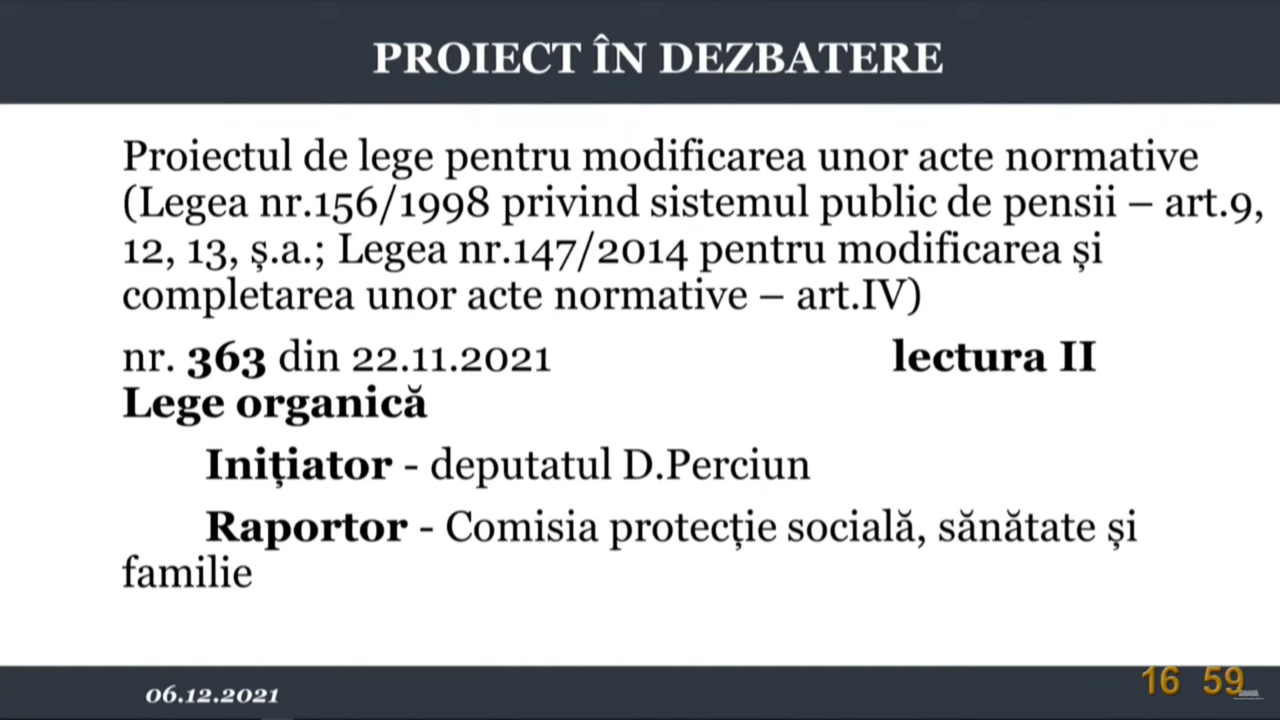 PROIECT ÎN DEZBATERE
Proiectul de lege pentru modificarea unor acte normative
(Legea nr.156/1998 privind sistemul public de pensii – art.9,
12, 13, ș.a.; Legea nr.147/2014 pentru modificarea și
completarea unor acte normative – art.IV)
nr. 363 din 22.11.2021 lectura II
Lege organică
Inițiator - deputatul D.Perciun
Raportor - Comisia protecție socială, sănătate și
familie
06.12.2021 16 59